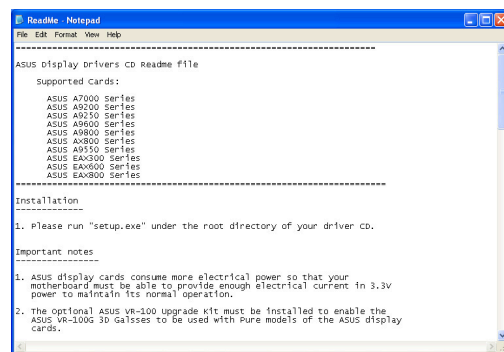 ReadMe - Notepad
File Edit Format View Help
ASUS Display Drivers CD Readme file
Supported Cards:
ASUS A7000 Series
ASUS A9200 Series
ASUS A9250 Series
ASUS A9600 Series
ASUS A9800 Series
ASUS AX800 Series
ASUS A9550 Series
ASUS EAX300 Series
ASUS EAX600 Series
ASUS EAX800 Series
Installation
1. Please run "setup.exe" under the root directory of your driver CD.
Important notes
1. ASUS display cards consume more electrical power so that your
motherboard must be able to provide enough electrical current in 3.3V
power to maintain its normal operation.
2. The Optional ASUS VR-100 Upgrade Kit must be installed to enable the
ASUS VR-100G 3D Galsses to be used with Pure models of the ASUS display
cards.